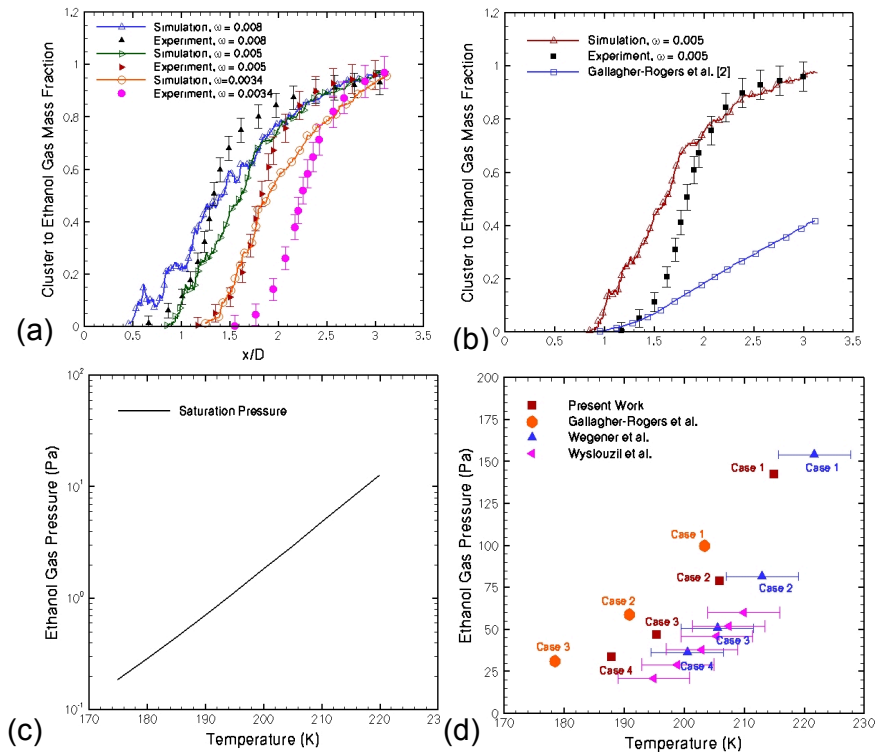 Cluster to Ethanol Gas Mass Fraction
1.2
1
0.8
0.6
0.4
0.2
0
0 0.5 1 1.5 2 2.5 3 3.5
x/D
Simulation, ω = 0.008
Experiment, ω = 0.008
Simulation, ω = 0.005
Experiment, ω = 0.005
Simulation, ω=0.0034
Experiment, ω = 0.0034
(a)
Cluster to Ethanol Gas Mass Fraction
1.2
1
0.8
0.6
0.4
0.2
0
0 0.5 1 1.5 2 2.5 3 3.5
Simulation, ω = 0.005
Experiment, ω = 0.005
Gallagher-Rogers et al. [2]
(b)
Ethanol Gas Pressure (Pa)
10²
10¹
10⁰
10⁻¹
170 180 190 200 210 220 230
Temperature (K)
Saturation Pressure
(c)
Ethanol Gas Pressure (Pa)
200
175
150
125
100
75
50
25
0
170 180 190 200 210 220 230
Temperature (K)
Present Work
Gallagher-Rogers et al.
Wegener et al.
Wyslouzil et al.
Case 1
Case 1
Case 1
Case 2
Case 2
Case 2
Case 3
Case 3
Case 3
Case 4
Case 4
(d)